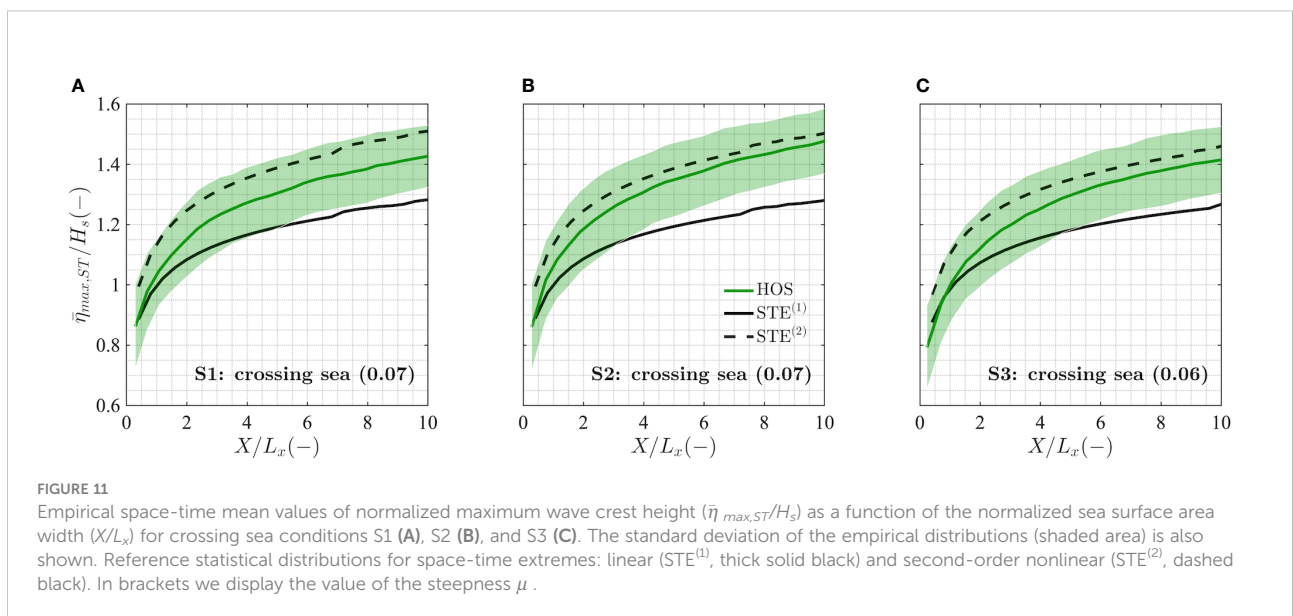 A
B
C
1.6
1.4
1.2
1
0.8
0.6
η̄max,ST/Hs(−)
HOS
STE(1)
STE(2)
S1: crossing sea (0.07)
S2: crossing sea (0.07)
S3: crossing sea (0.06)
0 2 4 6 8 10
0 2 4 6 8 10
0 2 4 6 8 10
X/Lx(−)
X/Lx(−)
X/Lx(−)
FIGURE 11
Empirical space-time mean values of normalized maximum wave crest height (η̄ max,ST/Hs) as a function of the normalized sea surface area
width (X/Lx) for crossing sea conditions S1 (A), S2 (B), and S3 (C). The standard deviation of the empirical distributions (shaded area) is also
shown. Reference statistical distributions for space-time extremes: linear (STE(1), thick solid black) and second-order nonlinear (STE(2), dashed
black). In brackets we display the value of the steepness μ .